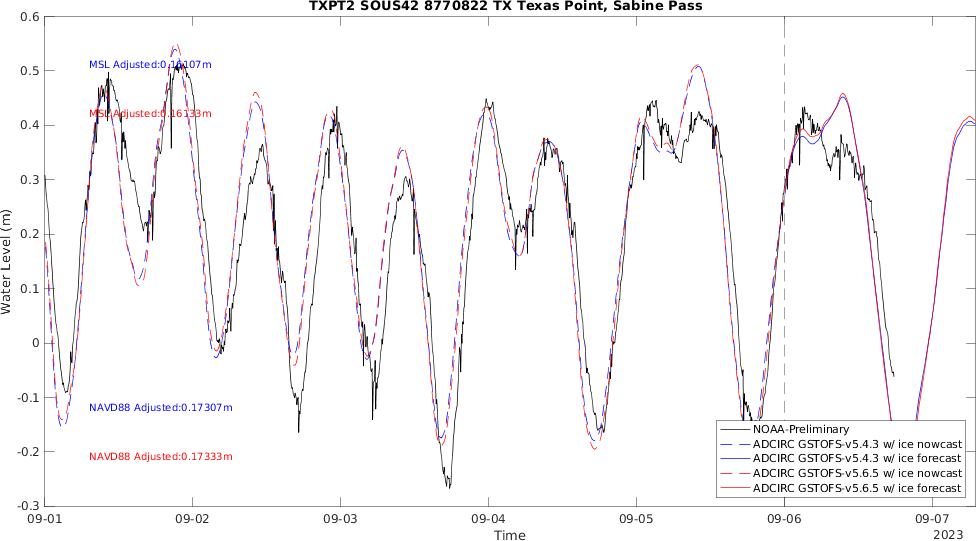 TXPT2 SOUS42 8770822 TX Texas Point, Sabine Pass
0.6
0.5
0.4
0.3
0.2
0.1
0
-0.1
-0.2
-0.3
Water Level (m)
MSL Adjusted:0.16107m
MSL Adjusted:0.16133m
NAVD88 Adjusted:0.17307m
NAVD88 Adjusted:0.17333m
NOAA-Preliminary
ADCIRC GSTOFS-v5.4.3 w/ ice nowcast
ADCIRC GSTOFS-v5.4.3 w/ ice forecast
ADCIRC GSTOFS-v5.6.5 w/ ice nowcast
ADCIRC GSTOFS-v5.6.5 w/ ice forecast
09-01 09-02 09-03 09-04 09-05 09-06 09-07
Time
2023